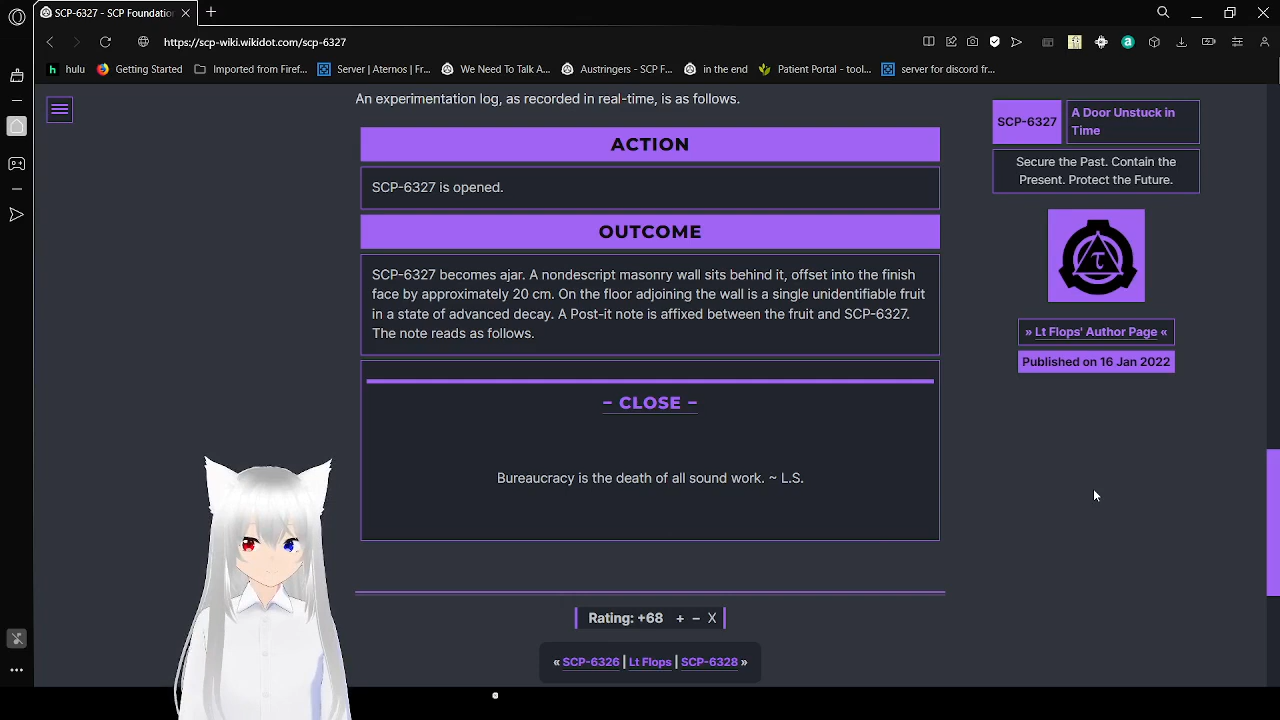 SCP-6327 - SCP Foundation
https://scp-wiki.wikidot.com/scp-6327
hulu
Getting Started
Imported from Firef...
Server | Aternos | Fr...
We Need To Talk A...
Austringers - SCP F...
in the end
Patient Portal - tool...
server for discord fr...
An experimentation log, as recorded in real-time, is as follows.
ACTION
SCP-6327 is opened.
OUTCOME
SCP-6327 becomes ajar. A nondescript masonry wall sits behind it, offset into the finish
face by approximately 20 cm. On the floor adjoining the wall is a single unidentifiable fruit
in a state of advanced decay. A Post-it note is affixed between the fruit and SCP-6327.
The note reads as follows.
– CLOSE –
Bureaucracy is the death of all sound work. ~ L.S.
Rating: +68 + – X
« SCP-6326 | Lt Flops | SCP-6328 »
SCP-6327
A Door Unstuck in
Time
Secure the Past. Contain the
Present. Protect the Future.
τ
» Lt Flops' Author Page «
Published on 16 Jan 2022